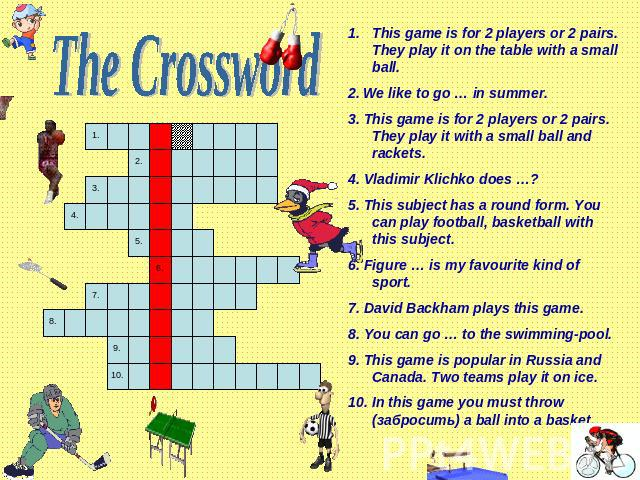 The Crossword
1. This game is for 2 players or 2 pairs.
They play it on the table with a small
ball.
2. We like to go … in summer.
3. This game is for 2 players or 2 pairs.
They play it with a small ball and
rackets.
4. Vladimir Klichko does …?
5. This subject has a round form. You
can play football, basketball with
this subject.
6. Figure … is my favourite kind of
sport.
7. David Backham plays this game.
8. You can go … to the swimming-pool.
9. This game is popular in Russia and
Canada. Two teams play it on ice.
10. In this game you must throw
(забросить) a ball into a basket.
1.
2.
3.
4.
5.
6.
7.
8.
9.
10.